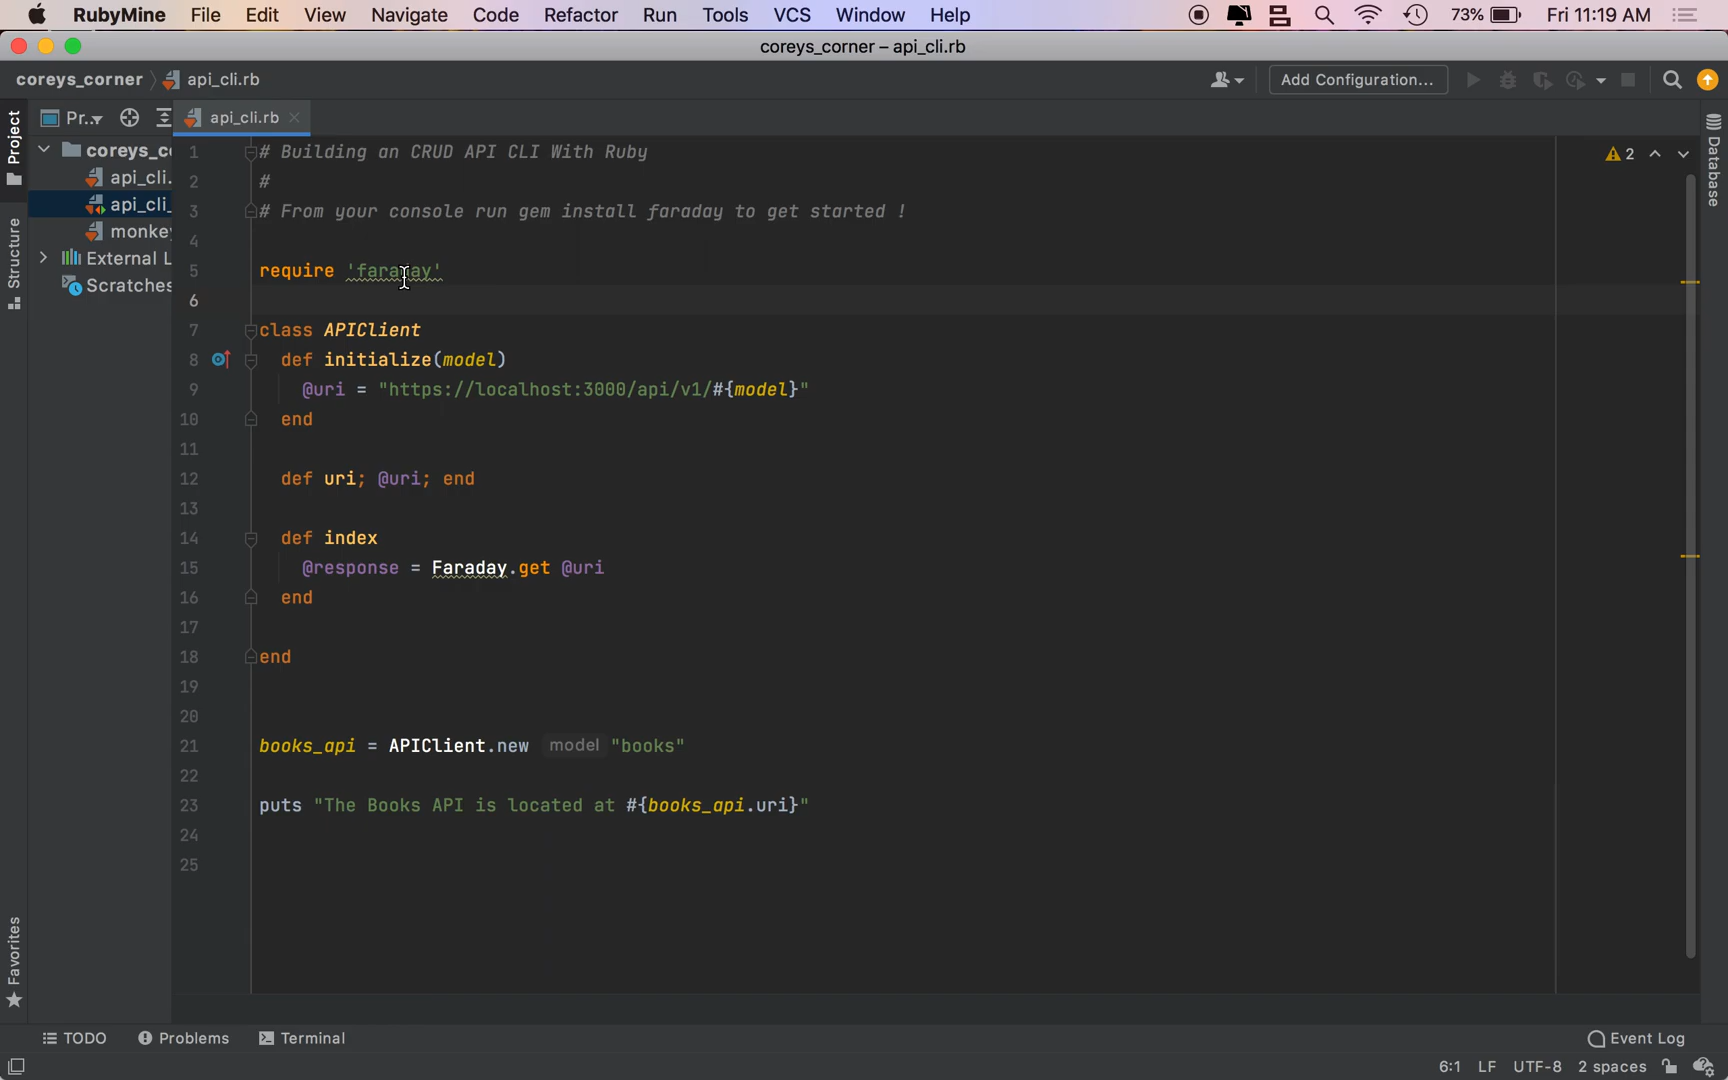 RubyMine File Edit View Navigate Code Refactor Run Tools VCS Window Help 73% Fri 11:19 AM
coreys_corner – api_cli.rb
coreys_corner api_cli.rb Add Configuration...
Project
Structure
Favorites
Pr...
coreys_c
api_cli.
api_cli_
monkey
External L
Scratches
api_cli.rb
2
Database
1 # Building an CRUD API CLI With Ruby
2 #
3 # From your console run gem install faraday to get started !
4
5 require 'faraday'
6
7 class APIClient
8 def initialize(model)
9 @uri = "https://localhost:3000/api/v1/#{model}"
10 end
11
12 def uri; @uri; end
13
14 def index
15 @response = Faraday.get @uri
16 end
17
18 end
19
20
21 books_api = APIClient.new model "books"
22
23 puts "The Books API is located at #{books_api.uri}"
24
25
TODO Problems Terminal Event Log
6:1 LF UTF-8 2 spaces